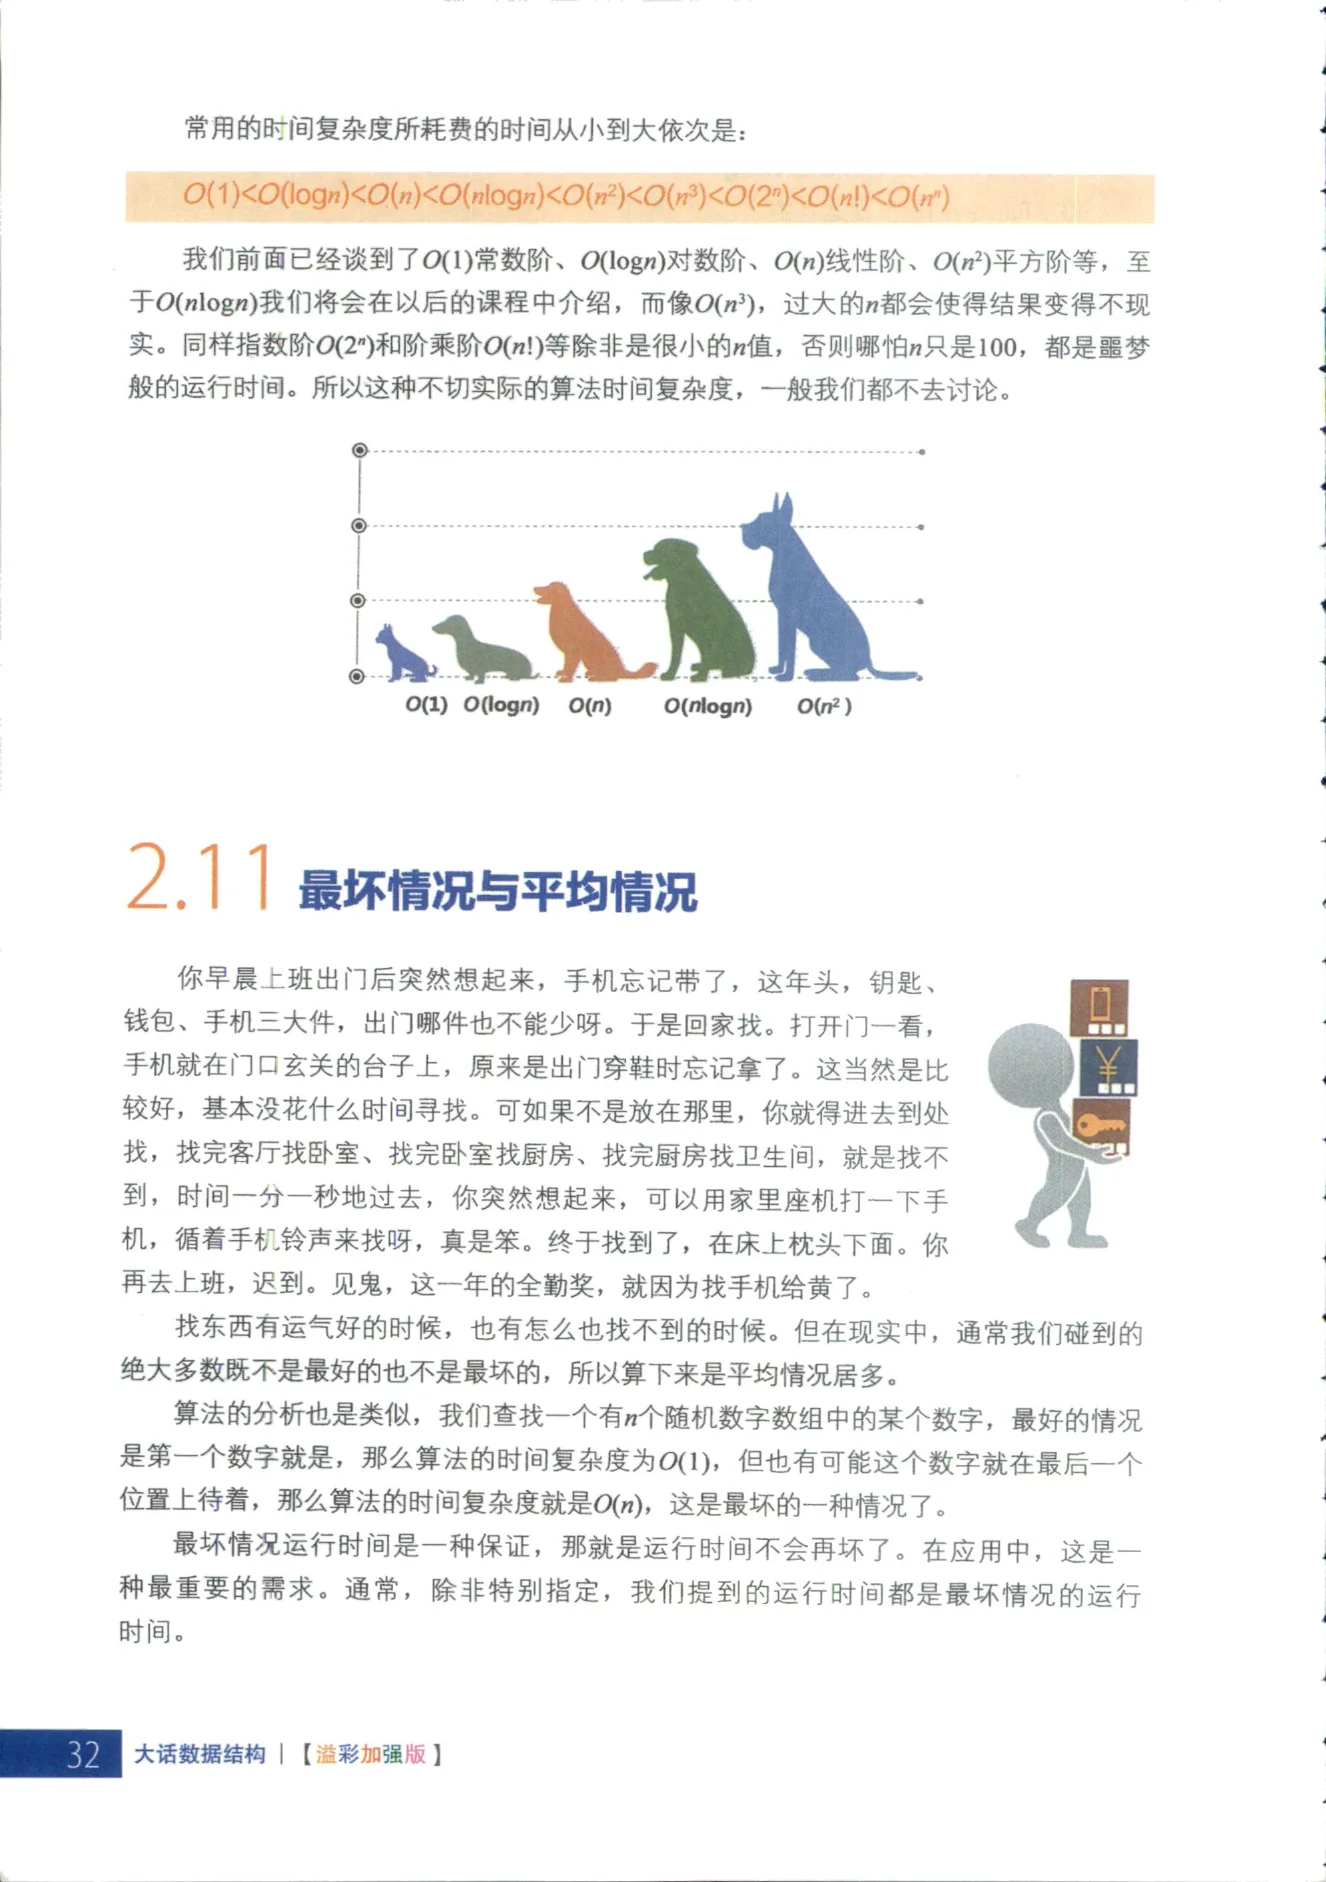 常用的时间复杂度所耗费的时间从小到大依次是：
O(1)<O(logn)<O(n)<O(nlogn)<O(n²)<O(n³)<O(2ⁿ)<O(n!)<O(nⁿ)
我们前面已经谈到了O(1)常数阶、O(logn)对数阶、O(n)线性阶、O(n²)平方阶等，至
于O(nlogn)我们将会在以后的课程中介绍，而像O(n³)，过大的n都会使得结果变得不现
实。同样指数阶O(2ⁿ)和阶乘阶O(n!)等除非是很小的n值，否则哪怕n只是100，都是噩梦
般的运行时间。所以这种不切实际的算法时间复杂度，一般我们都不去讨论。
O(1) O(logn) O(n) O(nlogn) O(n²)
2.11 最坏情况与平均情况
你早晨上班出门后突然想起来，手机忘记带了，这年头，钥匙、
钱包、手机三大件，出门哪件也不能少呀。于是回家找。打开门一看，
手机就在门口玄关的台子上，原来是出门穿鞋时忘记拿了。这当然是比
较好，基本没花什么时间寻找。可如果不是放在那里，你就得进去到处
找，找完客厅找卧室、找完卧室找厨房、找完厨房找卫生间，就是找不
到，时间一分一秒地过去，你突然想起来，可以用家里座机打一下手
机，循着手机铃声来找呀，真是笨。终于找到了，在床上枕头下面。你
再去上班，迟到。见鬼，这一年的全勤奖，就因为找手机给黄了。
¥
找东西有运气好的时候，也有怎么也找不到的时候。但在现实中，通常我们碰到的
绝大多数既不是最好的也不是最坏的，所以算下来是平均情况居多。
算法的分析也是类似，我们查找一个有n个随机数字数组中的某个数字，最好的情况
是第一个数字就是，那么算法的时间复杂度为O(1)，但也有可能这个数字就在最后一个
位置上待着，那么算法的时间复杂度就是O(n)，这是最坏的一种情况了。
最坏情况运行时间是一种保证，那就是运行时间不会再坏了。在应用中，这是一
种最重要的需求。通常，除非特别指定，我们提到的运行时间都是最坏情况的运行
时间。
32 大话数据结构 | 【溢彩加强版】